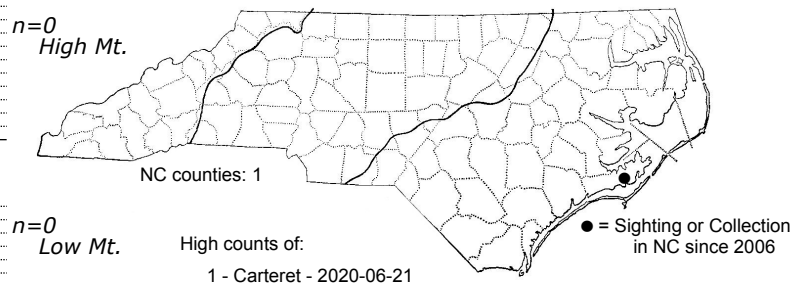 n=0
High Mt.
NC counties: 1
n=0
Low Mt.
High counts of:
1 - Carteret - 2020-06-21
● = Sighting or Collection
in NC since 2006